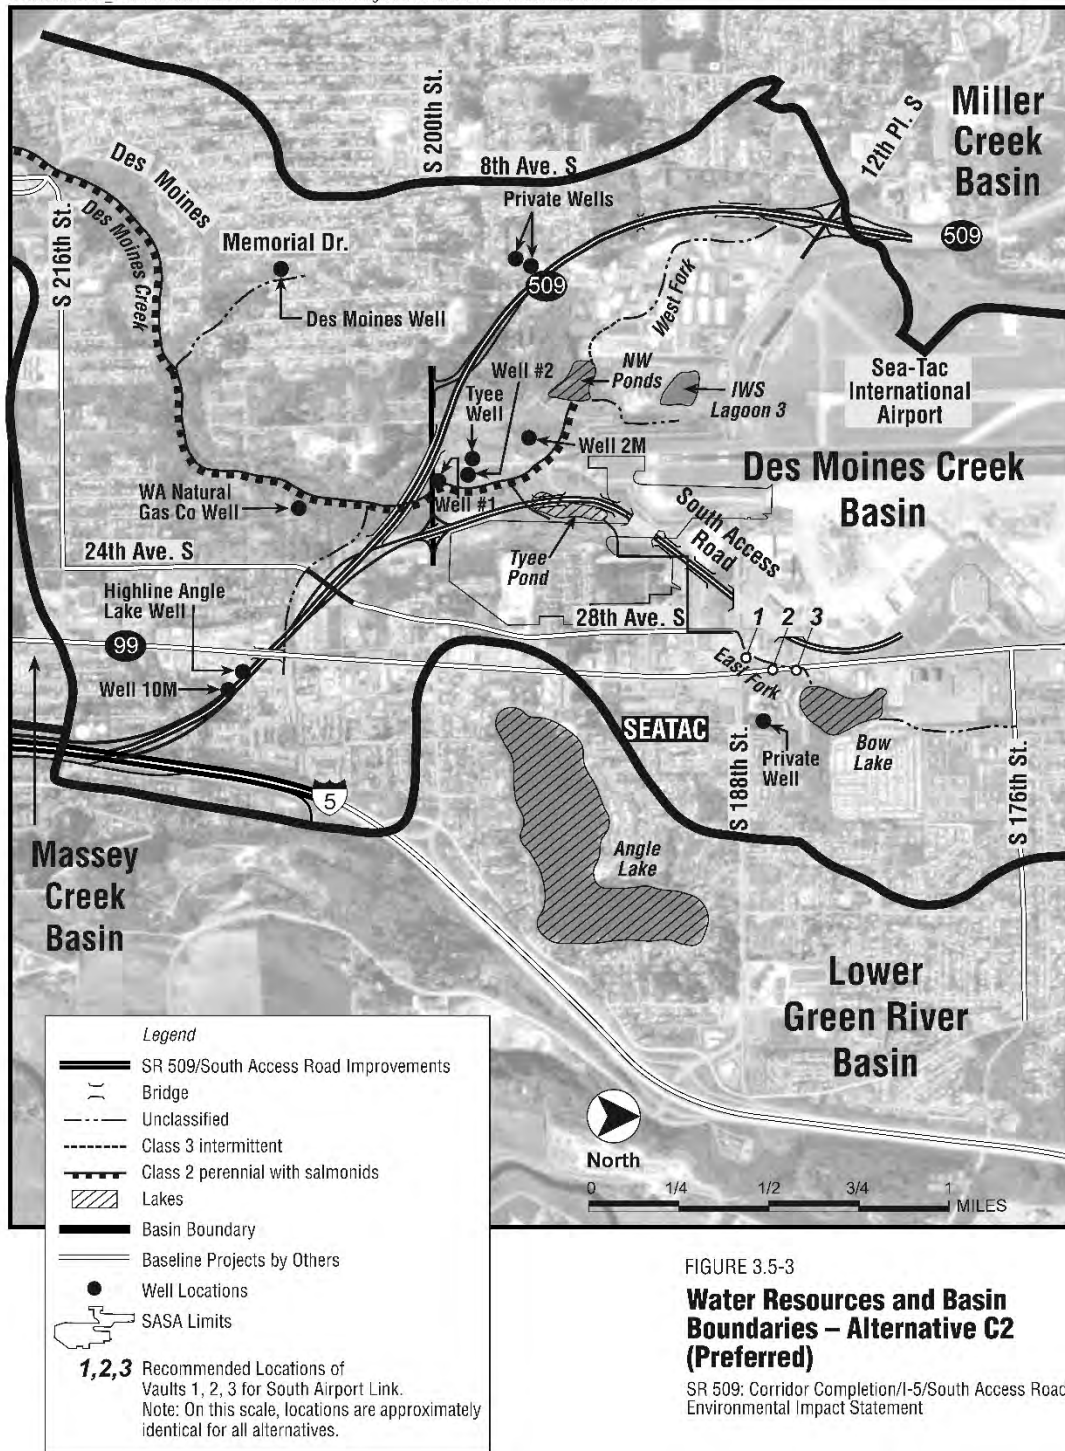 Miller
Creek
Basin
12th Pl. S
S 200th St.
8th Ave. S
Private Wells
509
509
Des Moines
Des Moines Creek
S 216th St.
Memorial Dr.
Des Moines Well
West Fork
NW
Ponds
IWS
Lagoon 3
Sea-Tac
International
Airport
Well #2
Tyee
Well
Well 2M
Well #1
WA Natural
Gas Co Well
Des Moines Creek
Basin
South Access
Road
Tyee
Pond
24th Ave. S
Highline Angle
Lake Well
28th Ave. S
1 2 3
99
Well 10M
East Fork
SEATAC
S 188th St.
Private
Well
Bow
Lake
S 176th St.
5
Massey
Creek
Basin
Angle
Lake
Lower
Green River
Basin
North
0 1/4 1/2 3/4 1
MILES
Legend
SR 509/South Access Road Improvements
Bridge
Unclassified
Class 3 intermittent
Class 2 perennial with salmonids
Lakes
Basin Boundary
Baseline Projects by Others
Well Locations
SASA Limits
1,2,3 Recommended Locations of
Vaults 1, 2, 3 for South Airport Link.
Note: On this scale, locations are approximately
identical for all alternatives.
FIGURE 3.5-3
Water Resources and Basin
Boundaries – Alternative C2
(Preferred)
SR 509: Corridor Completion/I-5/South Access Road
Environmental Impact Statement